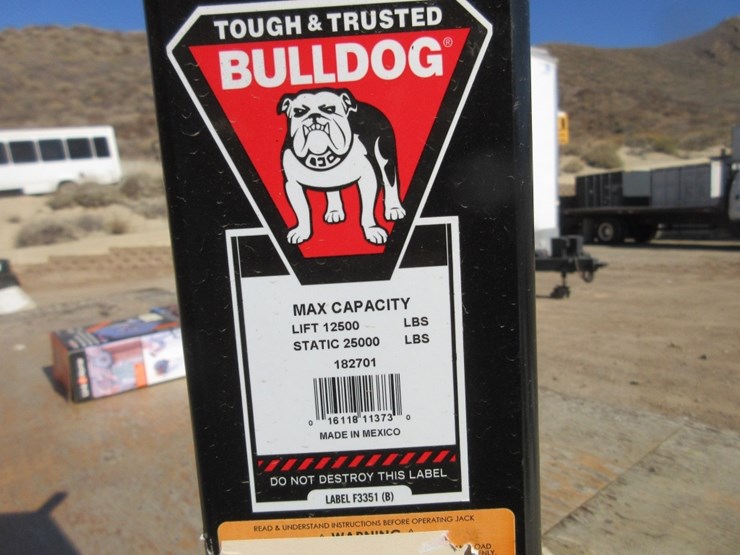 TOUGH & TRUSTED
BULLDOG®
MAX CAPACITY
LIFT 12500 LBS
STATIC 25000 LBS
182701
0 16118 11373 0
MADE IN MEXICO
DO NOT DESTROY THIS LABEL
LABEL F3351 (B)
READ & UNDERSTAND INSTRUCTIONS BEFORE OPERATING JACK
WARNING